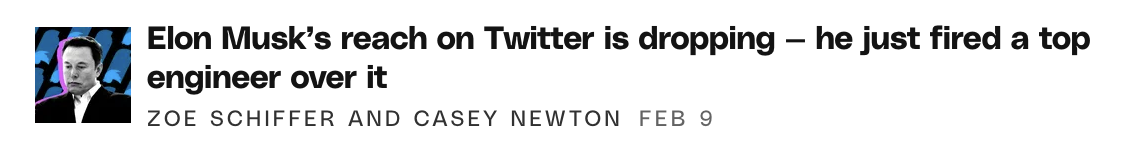 Elon Musk’s reach on Twitter is dropping — he just fired a top
engineer over it
ZOE SCHIFFER AND CASEY NEWTON FEB 9